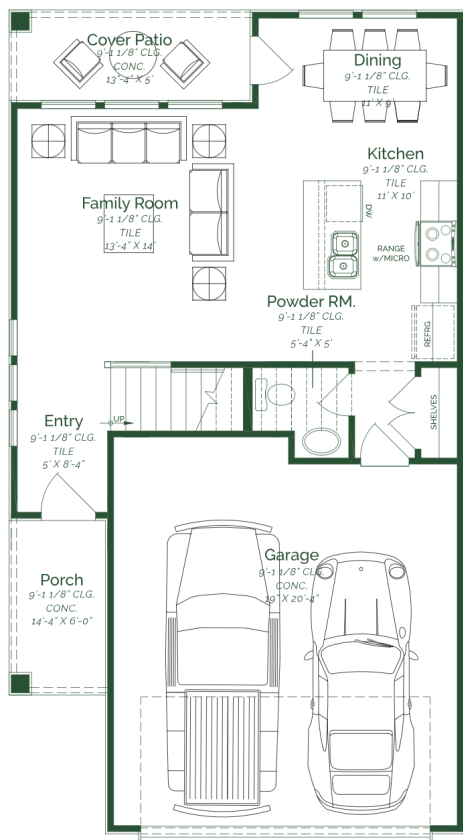 Cover Patio
9'-1 1/8" CLG.
CONC.
13'-4" X 5'
Dining
9'-1 1/8" CLG.
TILE
11' X 9'
Kitchen
9'-1 1/8" CLG.
TILE
11' X 10'
DW
RANGE
w/MICRO
REFRG
Family Room
9'-1 1/8" CLG.
TILE
13'-4" X 14'
Powder RM.
9'-1 1/8" CLG.
TILE
5'-4" X 5'
SHELVES
UP
Entry
9'-1 1/8" CLG.
TILE
5' X 8'-4"
Garage
9'-1 1/8" CLG.
CONC.
19" X 20'-4"
Porch
9'-1 1/8" CLG.
CONC.
14'-4" X 6'-0"